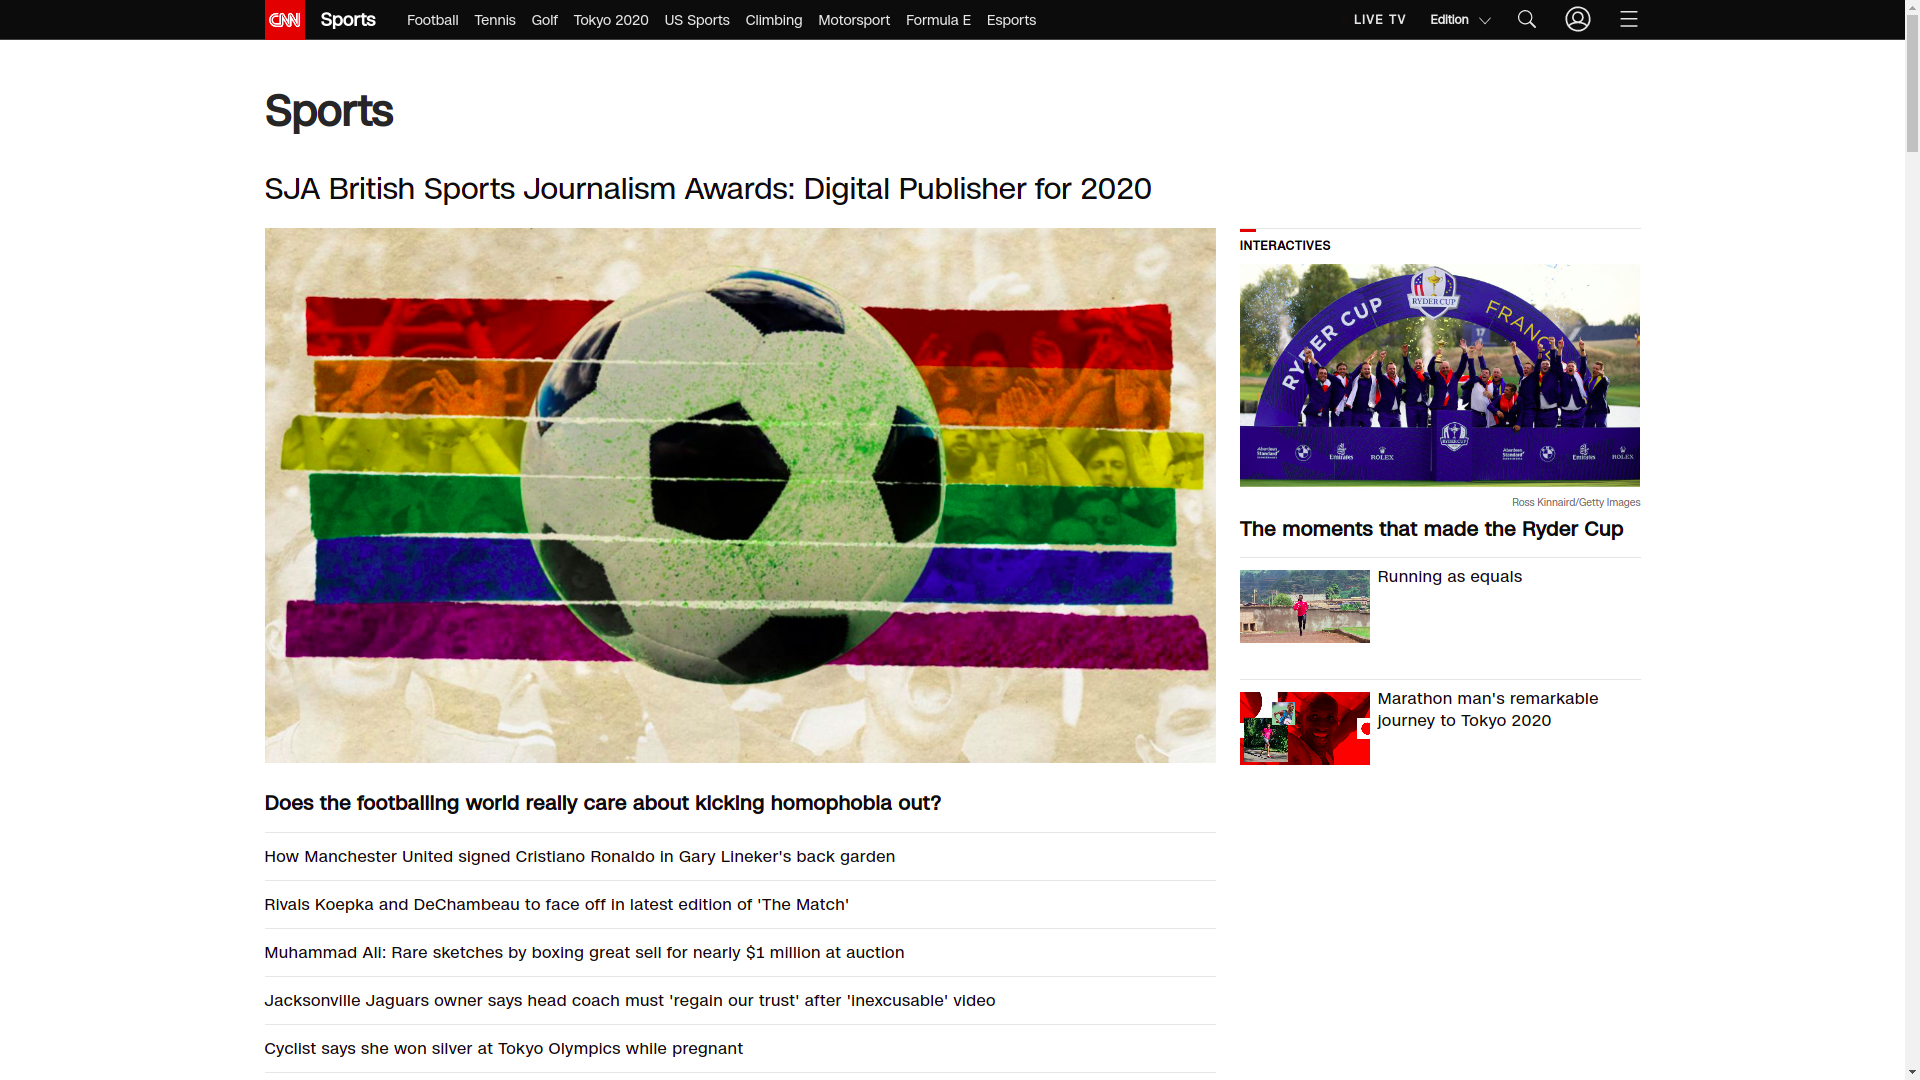 CNN Sports Football Tennis Golf Tokyo 2020 US Sports Climbing Motorsport Formula E Esports LIVE TV Edition
Sports
SJA British Sports Journalism Awards: Digital Publisher for 2020
INTERACTIVES
RYDER CUP
RYDER CUP FRANCE
Aberdeen Standard Emirates ROLEX Aberdeen Standard Emirates ROLEX
Ross Kinnaird/Getty Images
The moments that made the Ryder Cup
Running as equals
Marathon man's remarkable
journey to Tokyo 2020
Does the footballing world really care about kicking homophobia out?
How Manchester United signed Cristiano Ronaldo in Gary Lineker's back garden
Rivals Koepka and DeChambeau to face off in latest edition of 'The Match'
Muhammad Ali: Rare sketches by boxing great sell for nearly $1 million at auction
Jacksonville Jaguars owner says head coach must 'regain our trust' after 'inexcusable' video
Cyclist says she won silver at Tokyo Olympics while pregnant